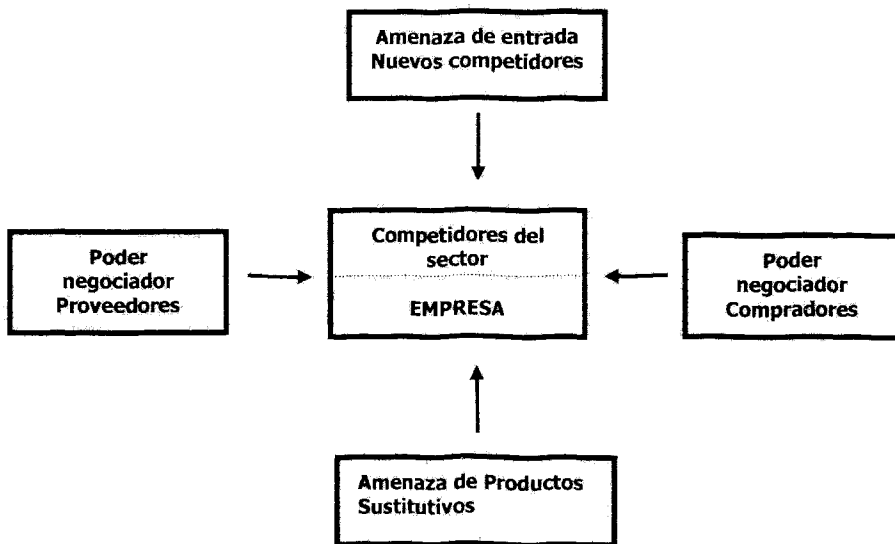 Amenaza de entrada
Nuevos competidores
Competidores del
sector
EMPRESA
Poder
negociador
Proveedores
Poder
negociador
Compradores
Amenaza de Productos
Sustitutivos